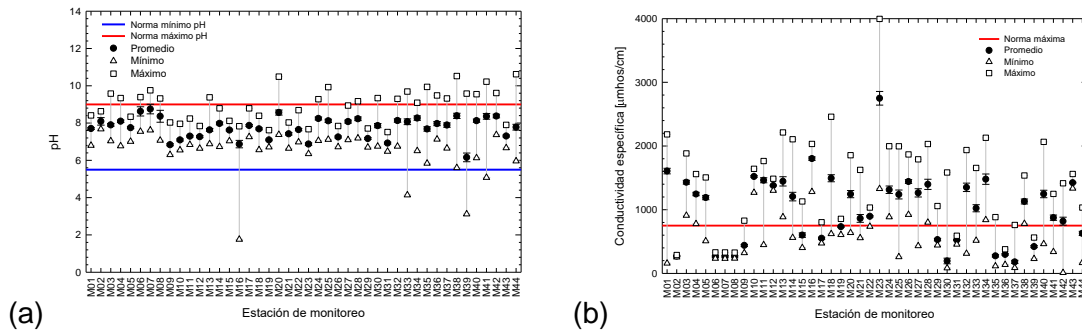 (a)
14
12
10
8
6
4
2
0
pH
Norma mínimo pH
Norma máximo pH
Promedio
Mínimo
Máximo
M01 M02 M03 M04 M05 M06 M07 M08 M09 M10 M11 M12 M13 M14 M15 M16 M17 M18 M19 M20 M21 M22 M23 M24 M25 M26 M27 M28 M29 M30 M31 M32 M33 M34 M35 M36 M37 M38 M39 M40 M41 M42 M43 M44
Estación de monitoreo
(b)
4000
3000
2000
1000
0
Conductividad específica [µmhos/cm]
Norma máxima
Promedio
Mínimo
Máximo
M01 M02 M03 M04 M05 M06 M07 M08 M09 M10 M11 M12 M13 M14 M15 M16 M17 M18 M19 M20 M21 M22 M23 M24 M25 M26 M27 M28 M29 M30 M31 M32 M33 M34 M35 M36 M37 M38 M39 M40 M41 M42 M43 M44
Estación de monitoreo